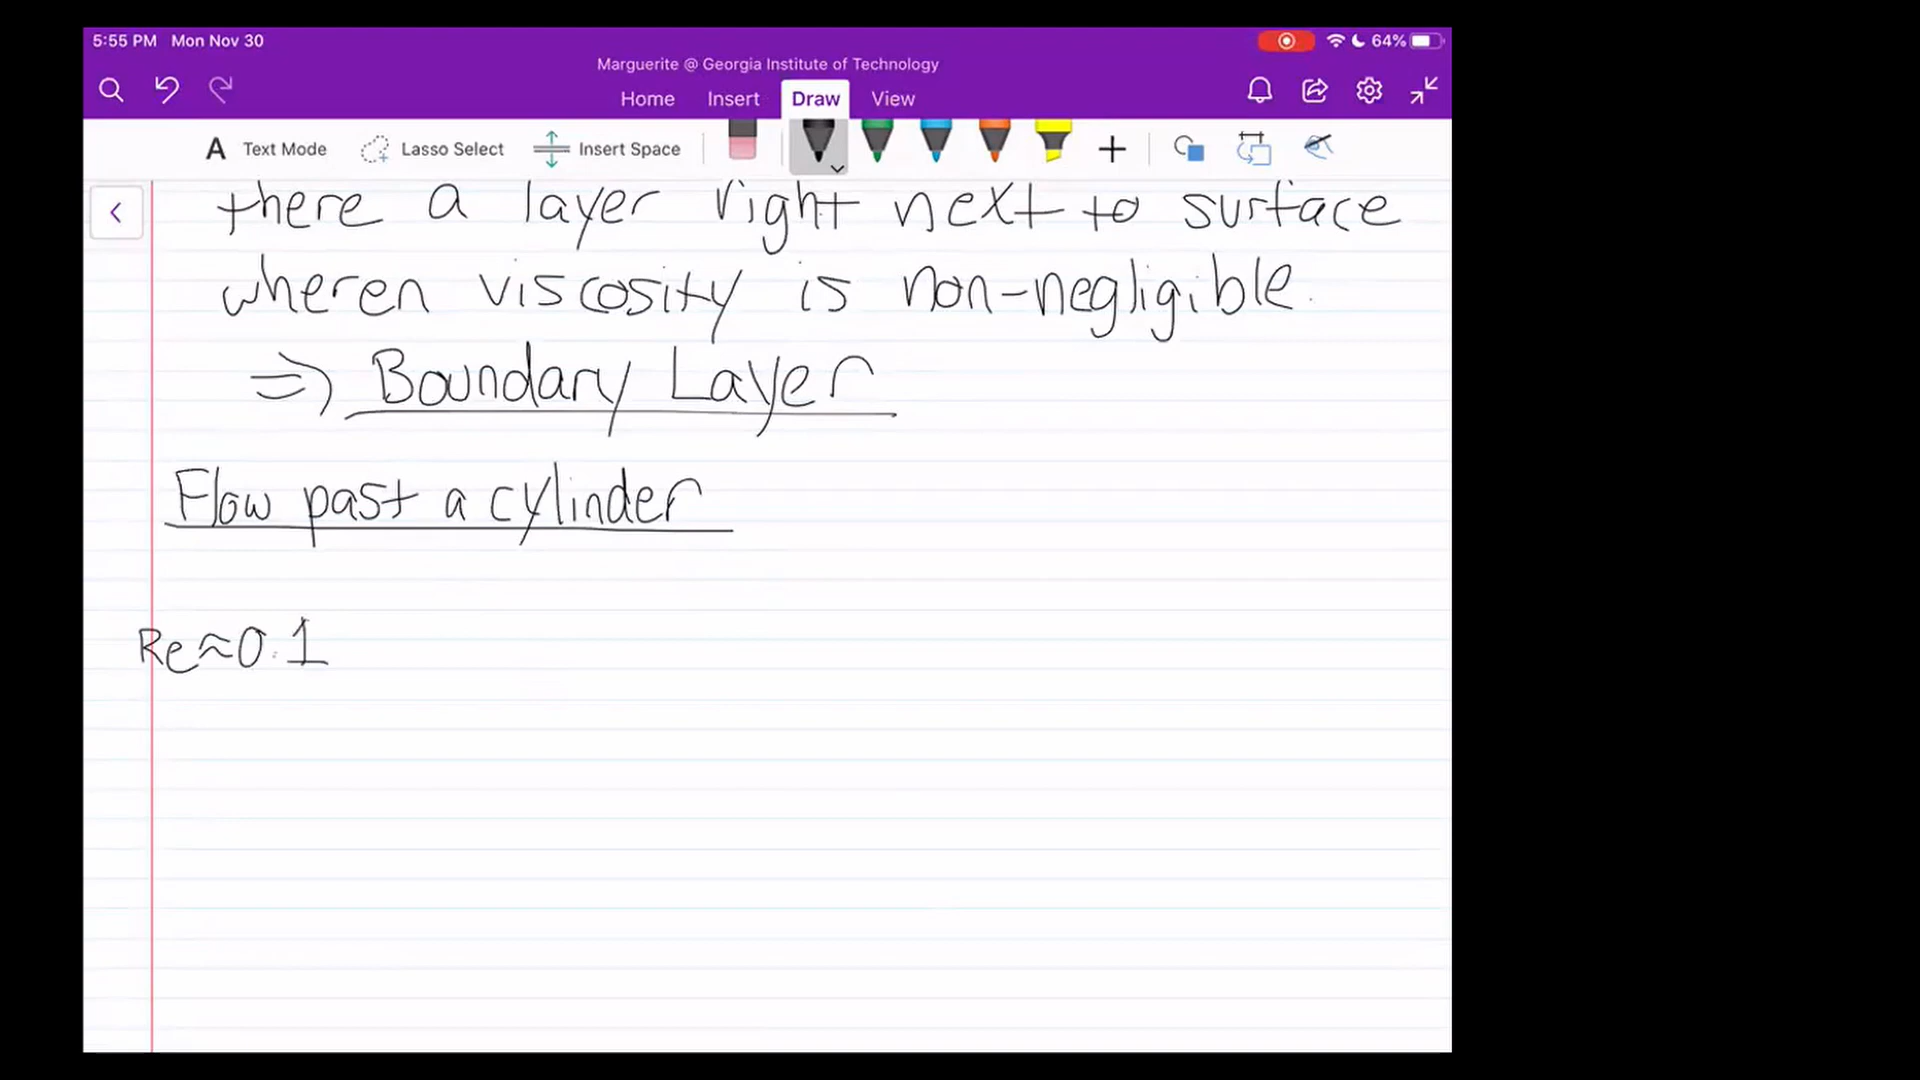 5:55 PM Mon Nov 30
64%
Marguerite @ Georgia Institute of Technology
Home Insert Draw View
A Text Mode Lasso Select Insert Space
there a layer right next to surface
wheren viscosity is non-negligible.
⇒ Boundary Layer
Flow past a cylinder
Re≈0.1